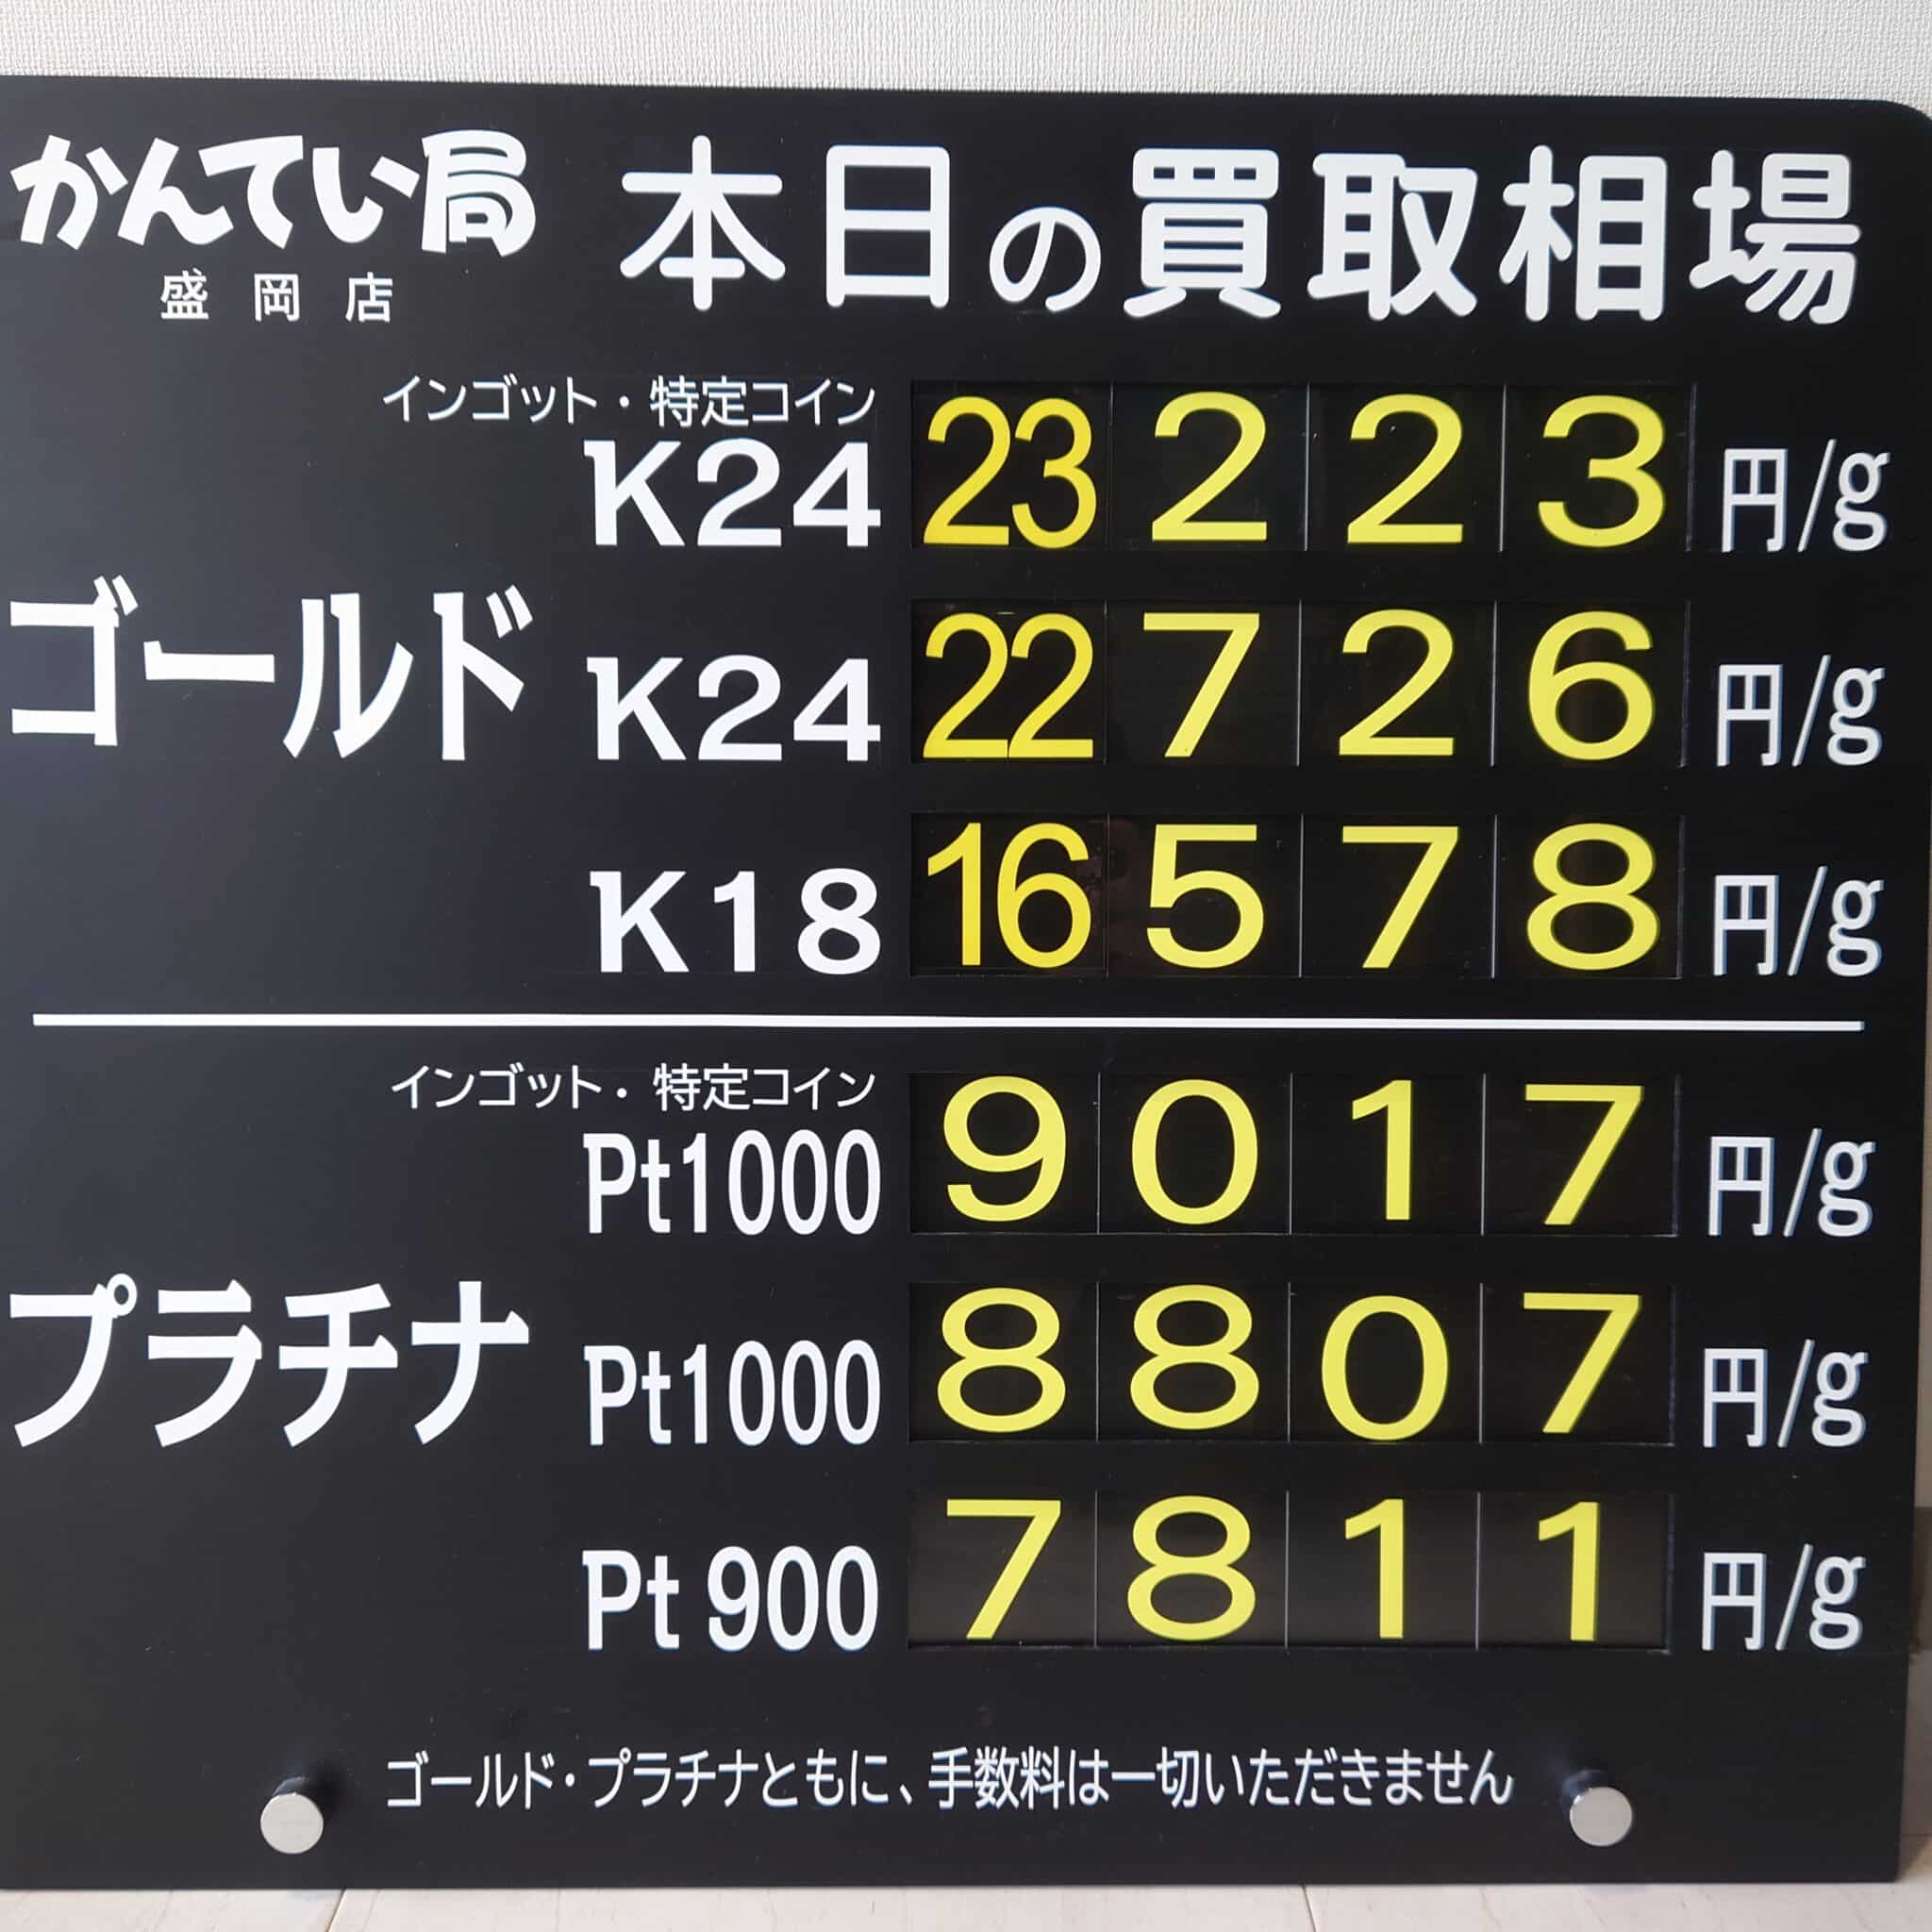 かんてい局 本日の買取相場
盛岡店
インゴット・特定コイン
K24 23223円/g
ゴールド K24 22726円/g
K18 16578円/g
インゴット・特定コイン
Pt1000 9017円/g
プラチナ Pt1000 8807円/g
Pt900 7811円/g
ゴールド・プラチナともに、手数料は一切いただきません